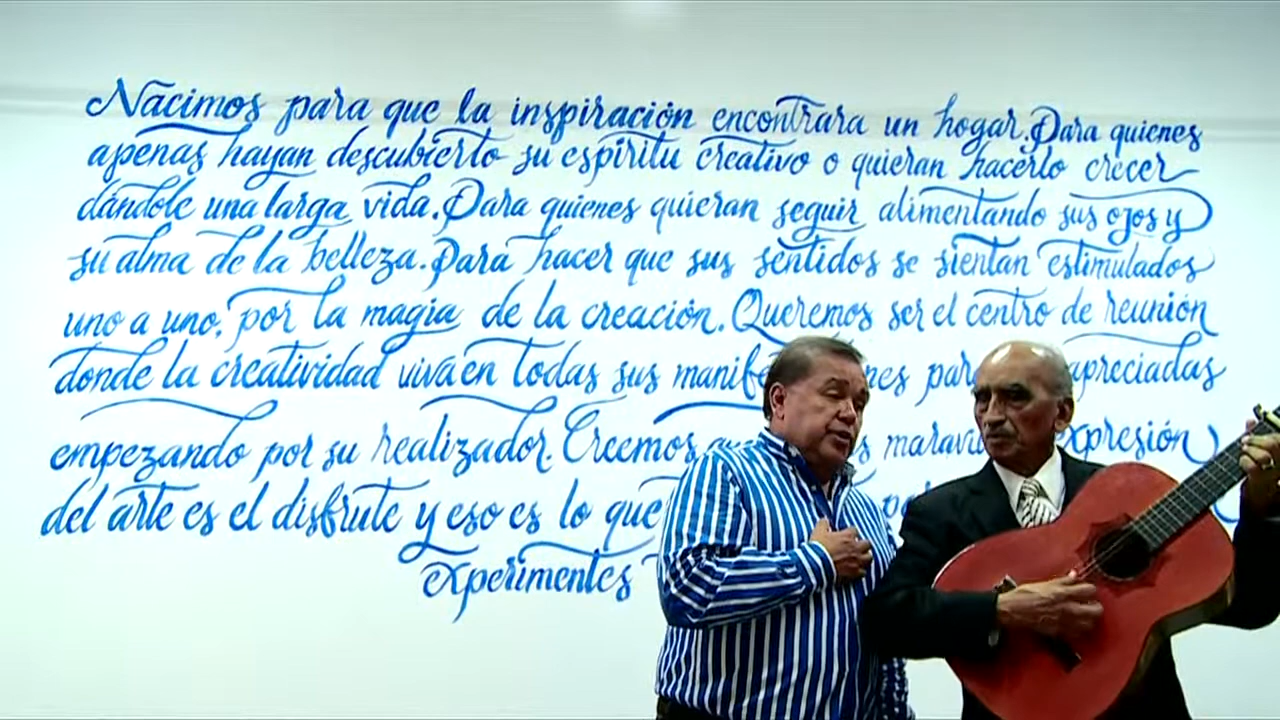 Nacimos para que la inspiración encontrara un hogar. Para quienes
apenas hayan descubierto su espíritu creativo o quieran hacerlo crecer
dándole una larga vida. Para quienes quieran seguir alimentando sus ojos y
su alma de la belleza. Para hacer que sus sentidos se sientan estimulados
uno a uno, por la magia de la creación. Queremos ser el centro de reunión
donde la creatividad viva en todas sus apreciadas
empezando por su realizador. Creemos expresión
del arte es el disfrute y eso es lo que
experimentes